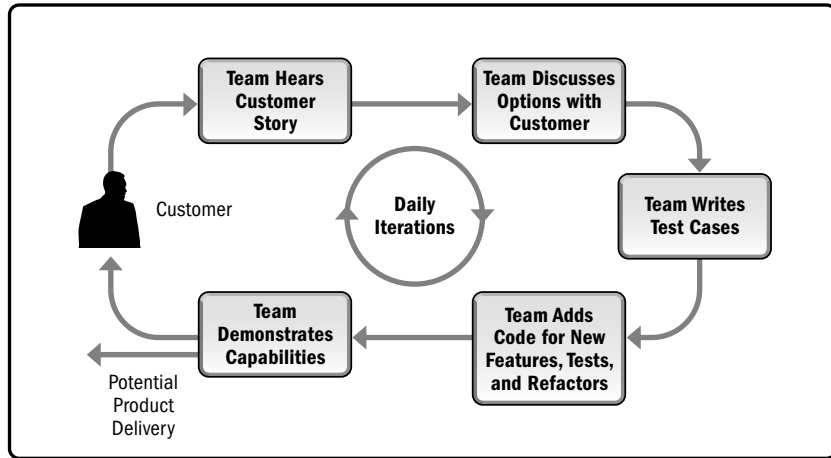 Team Hears
Customer
Story
Team Discusses
Options with
Customer
Customer
Daily
Iterations
Team Writes
Test Cases
Team
Demonstrates
Capabilities
Team Adds
Code for New
Features, Tests,
and Refactors
Potential
Product
Delivery